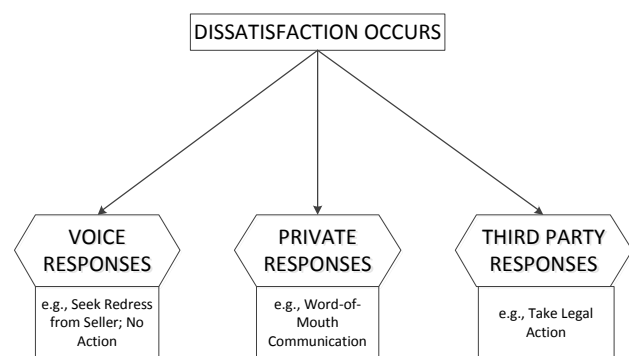 DISSATISFACTION OCCURS
VOICE
RESPONSES
e.g., Seek Redress
from Seller; No
Action
PRIVATE
RESPONSES
e.g., Word-of-
Mouth
Communication
THIRD PARTY
RESPONSES
e.g., Take Legal
Action